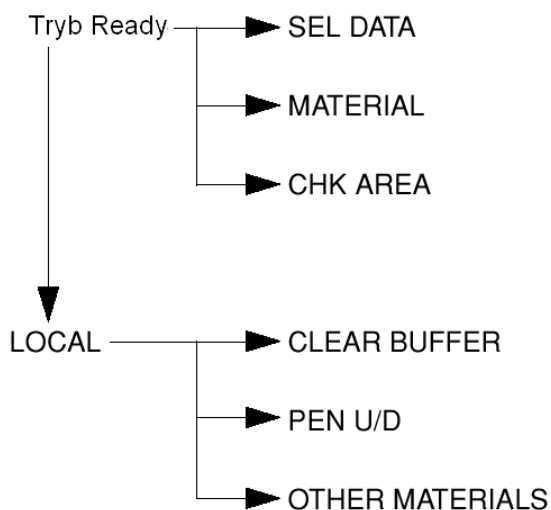 Tryb Ready
SEL DATA
MATERIAL
CHK AREA
LOCAL
CLEAR BUFFER
PEN U/D
OTHER MATERIALS